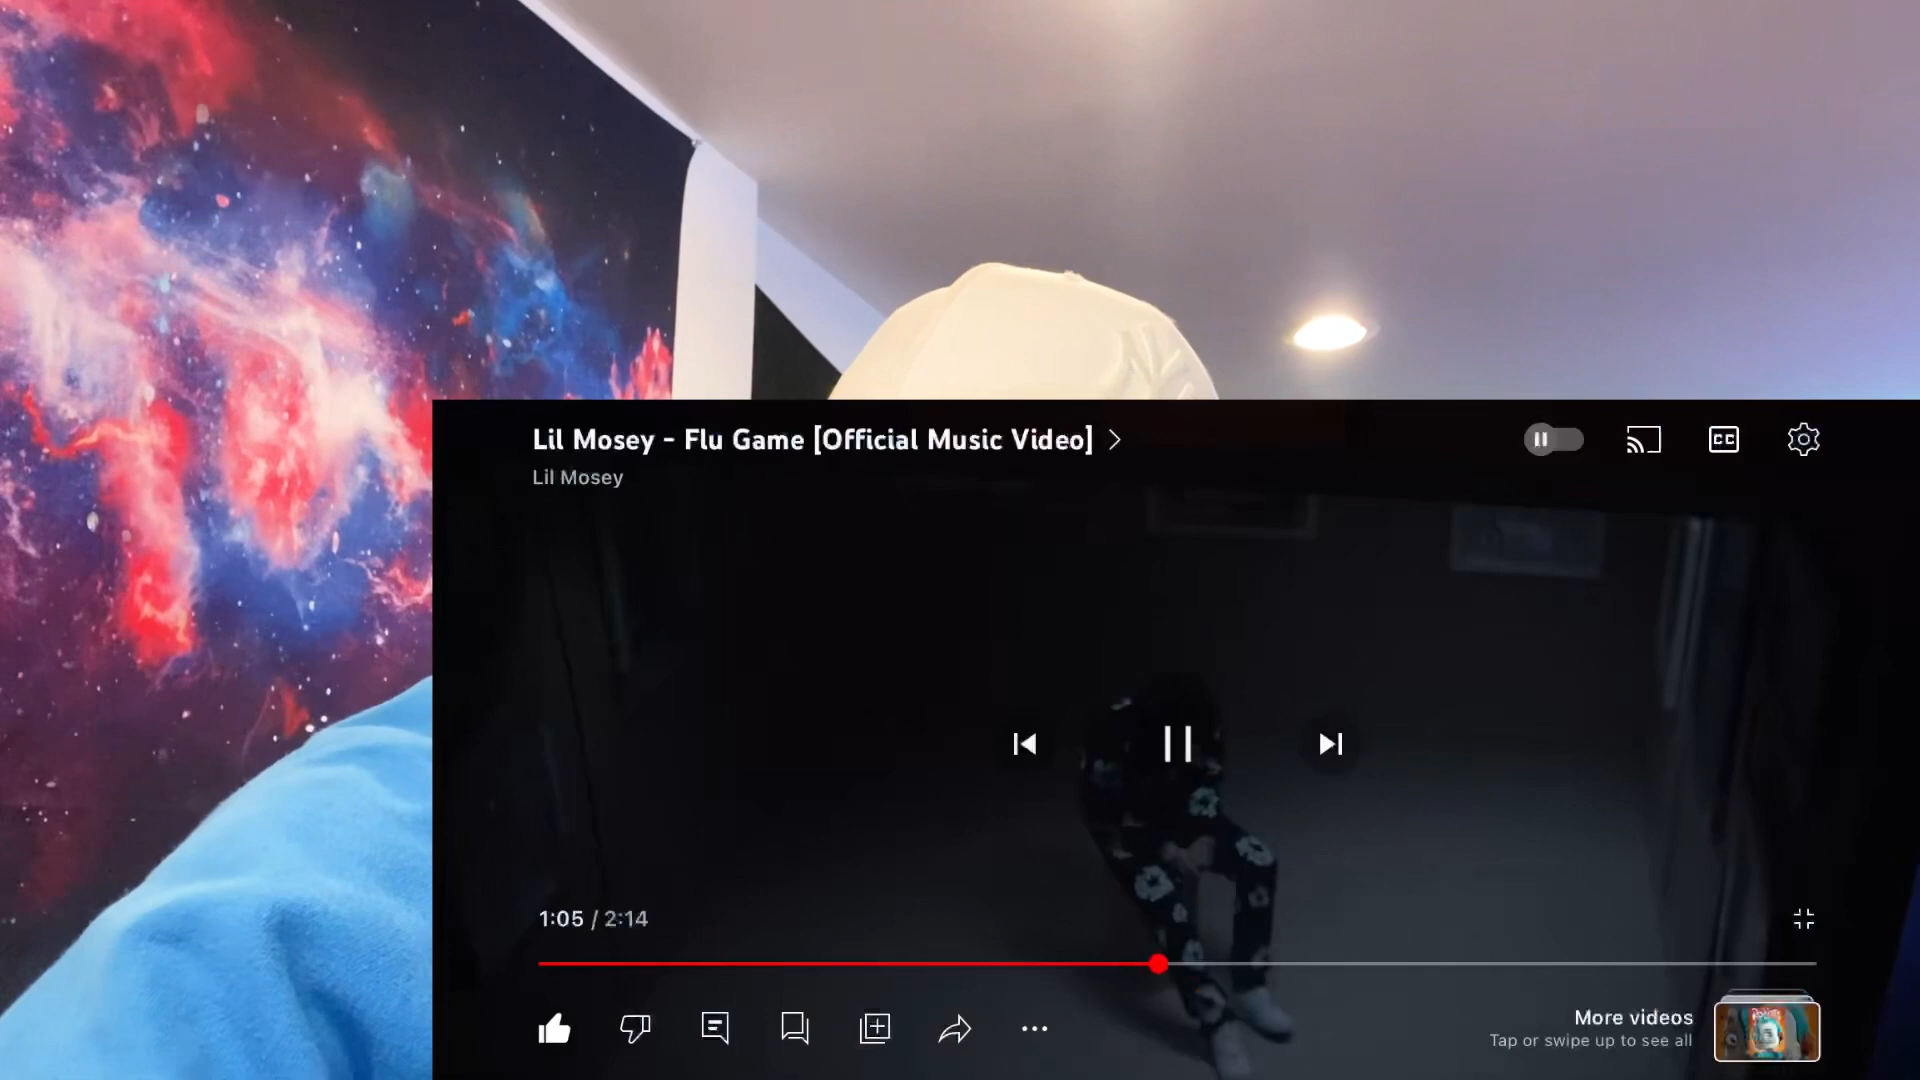 Lil Mosey - Flu Game [Official Music Video]
Lil Mosey
CC
1:05 / 2:14
More videos
Tap or swipe up to see all